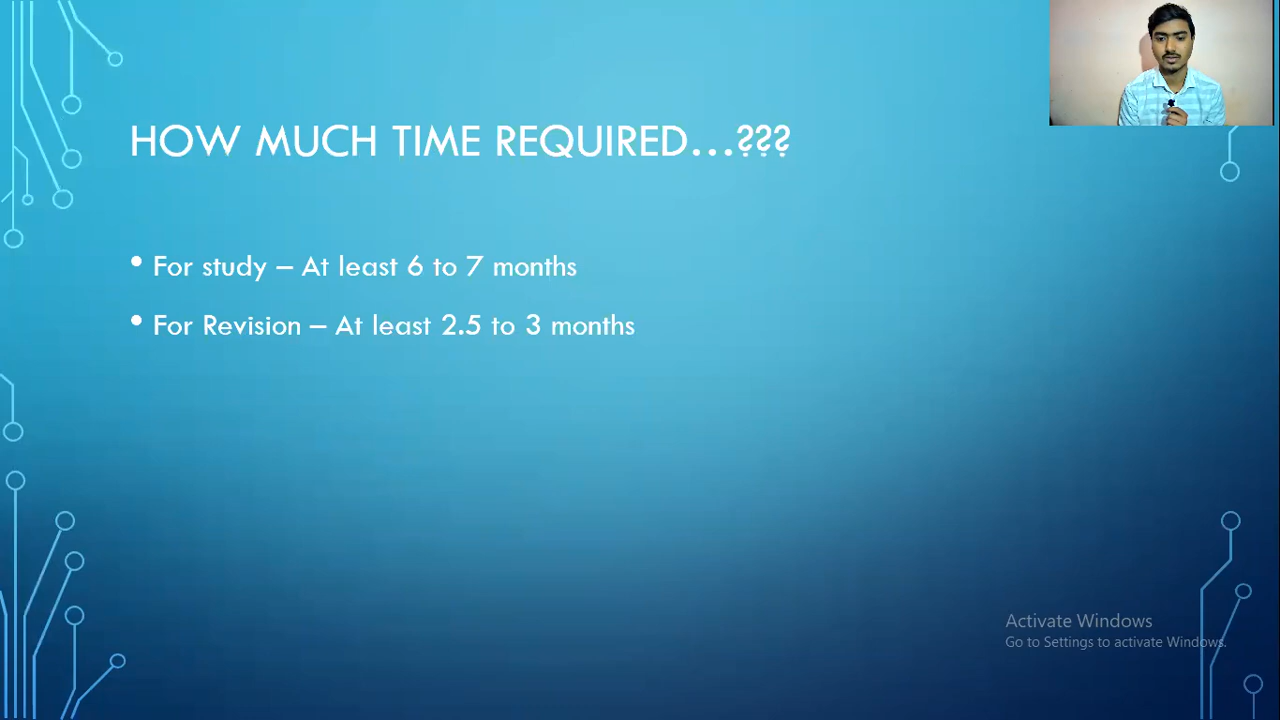 HOW MUCH TIME REQUIRED...???
• For study – At least 6 to 7 months
• For Revision – At least 2.5 to 3 months
Activate Windows
Go to Settings to activate Windows.